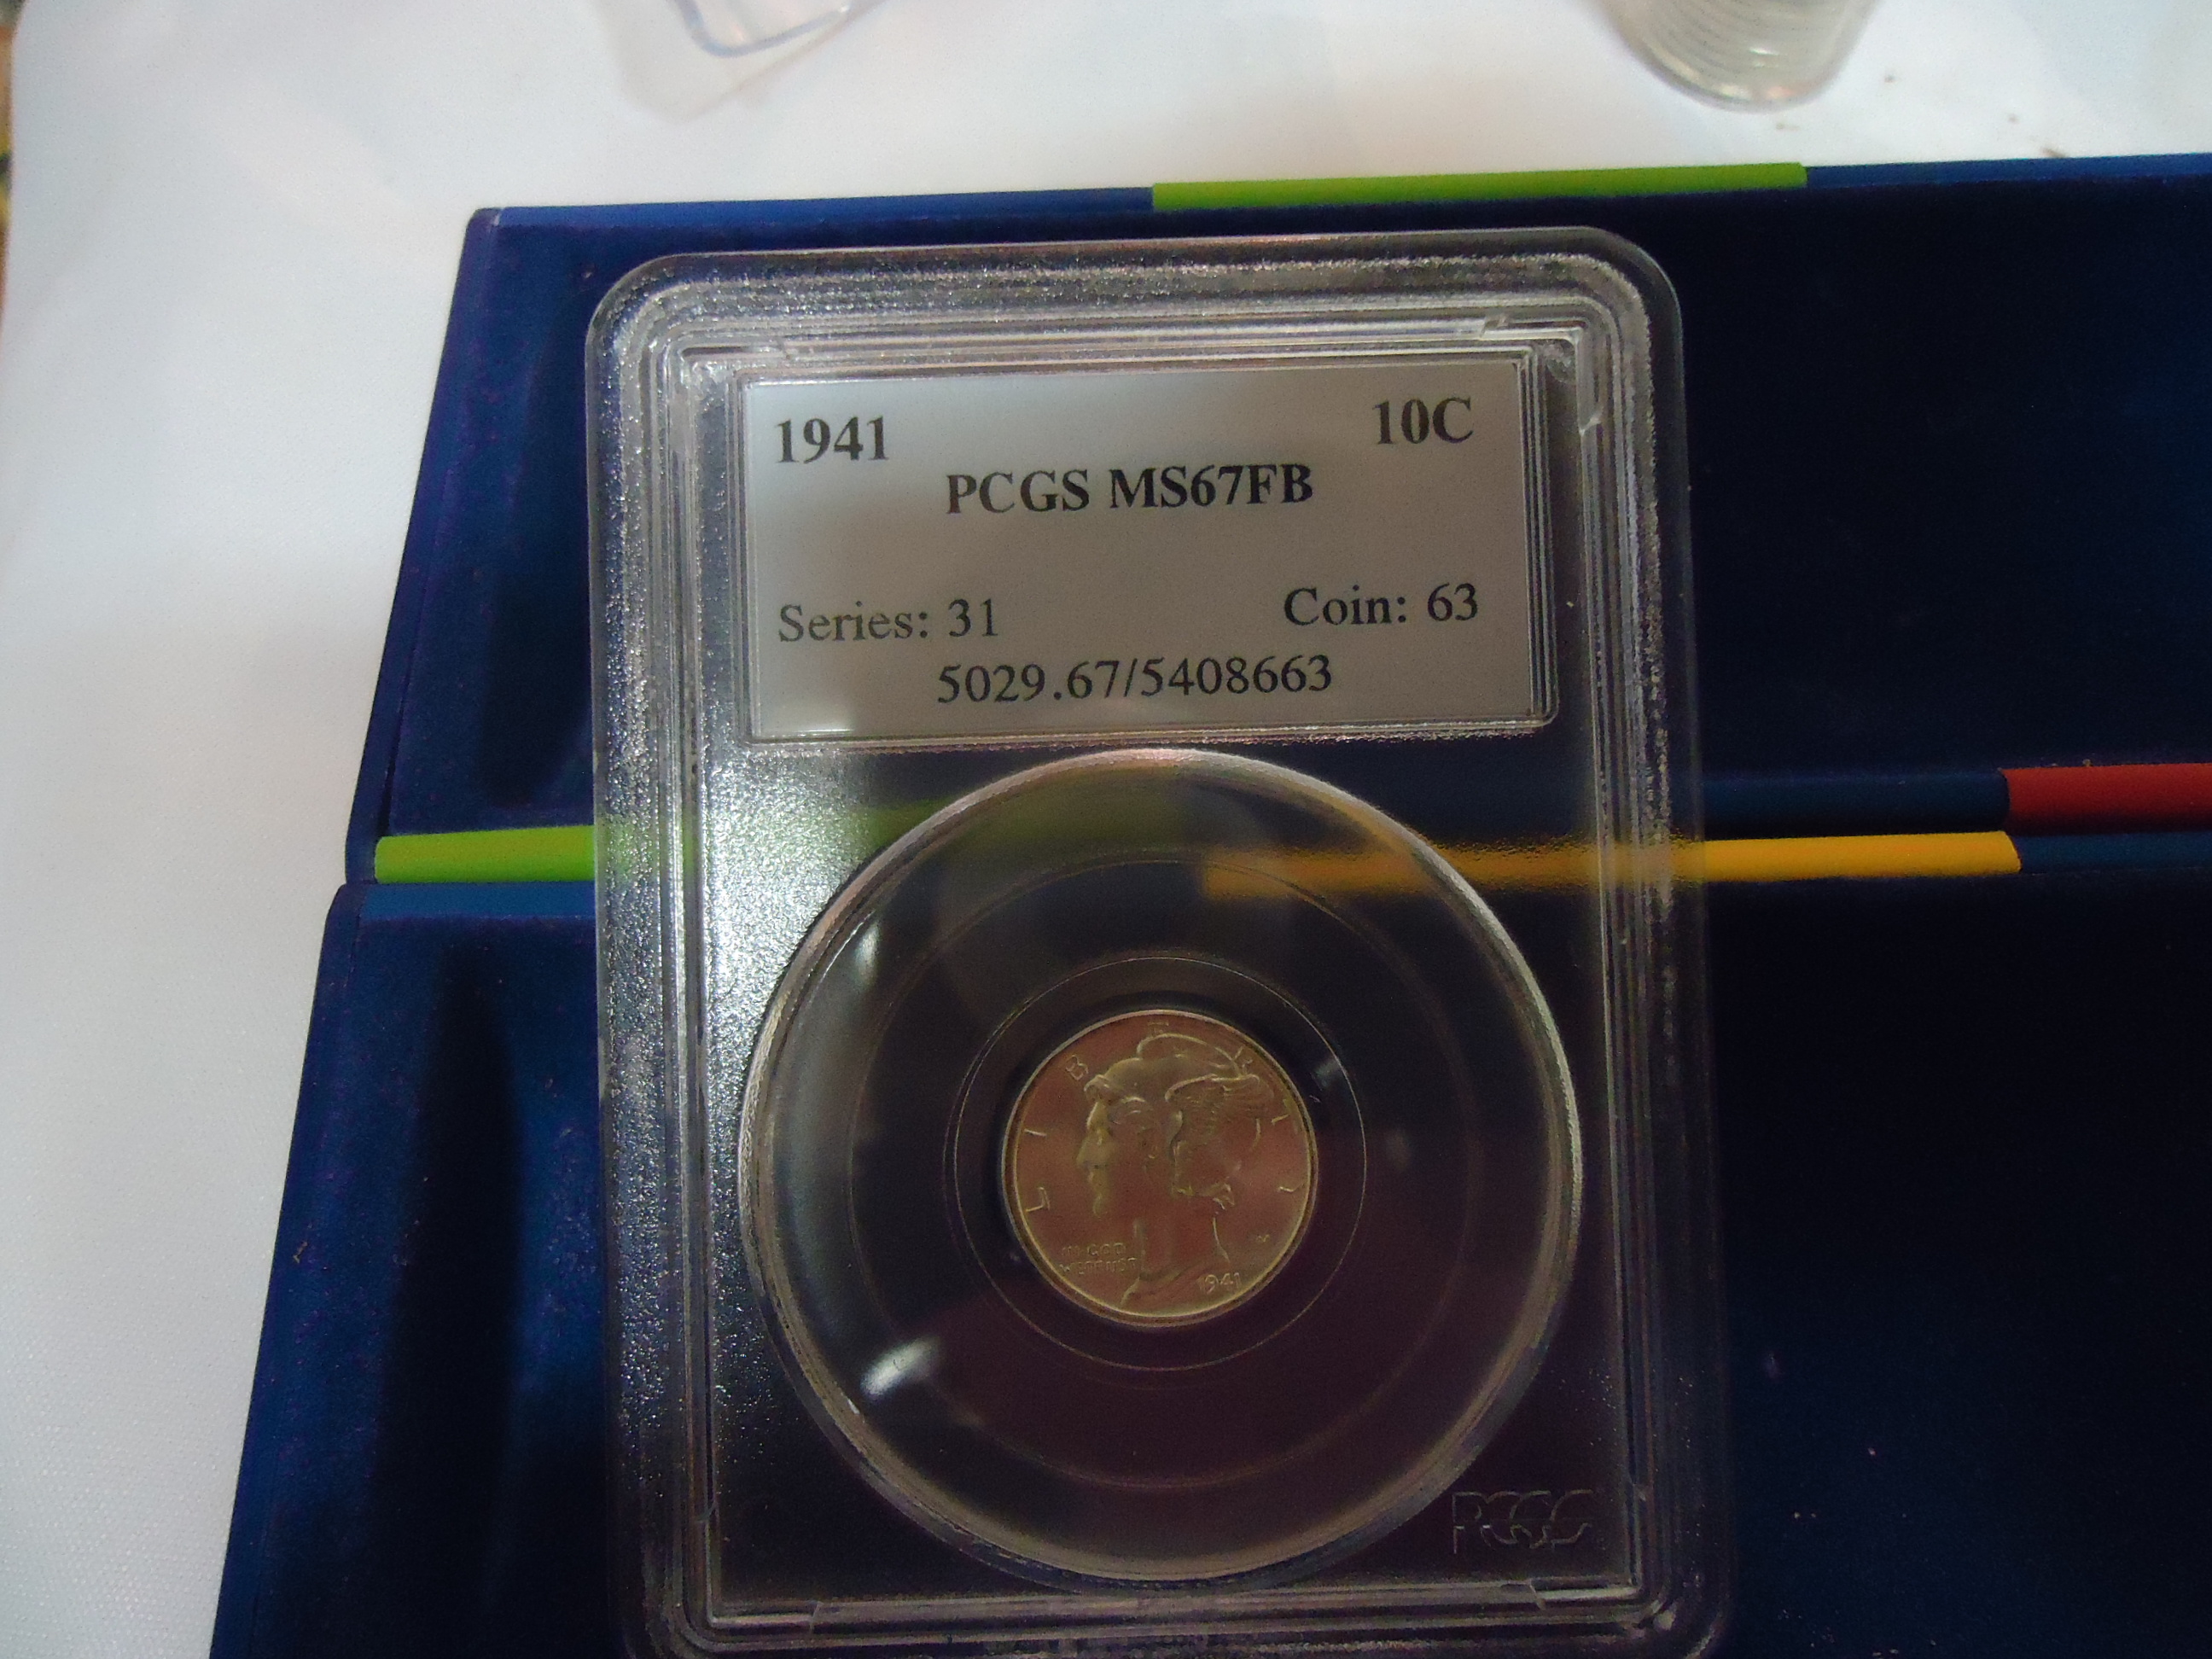 1941 10C
PCGS MS67FB
Series: 31 Coin: 63
5029.67/5408663
LIBERTY
IN GOD
WE TRUST
1941
PCGS